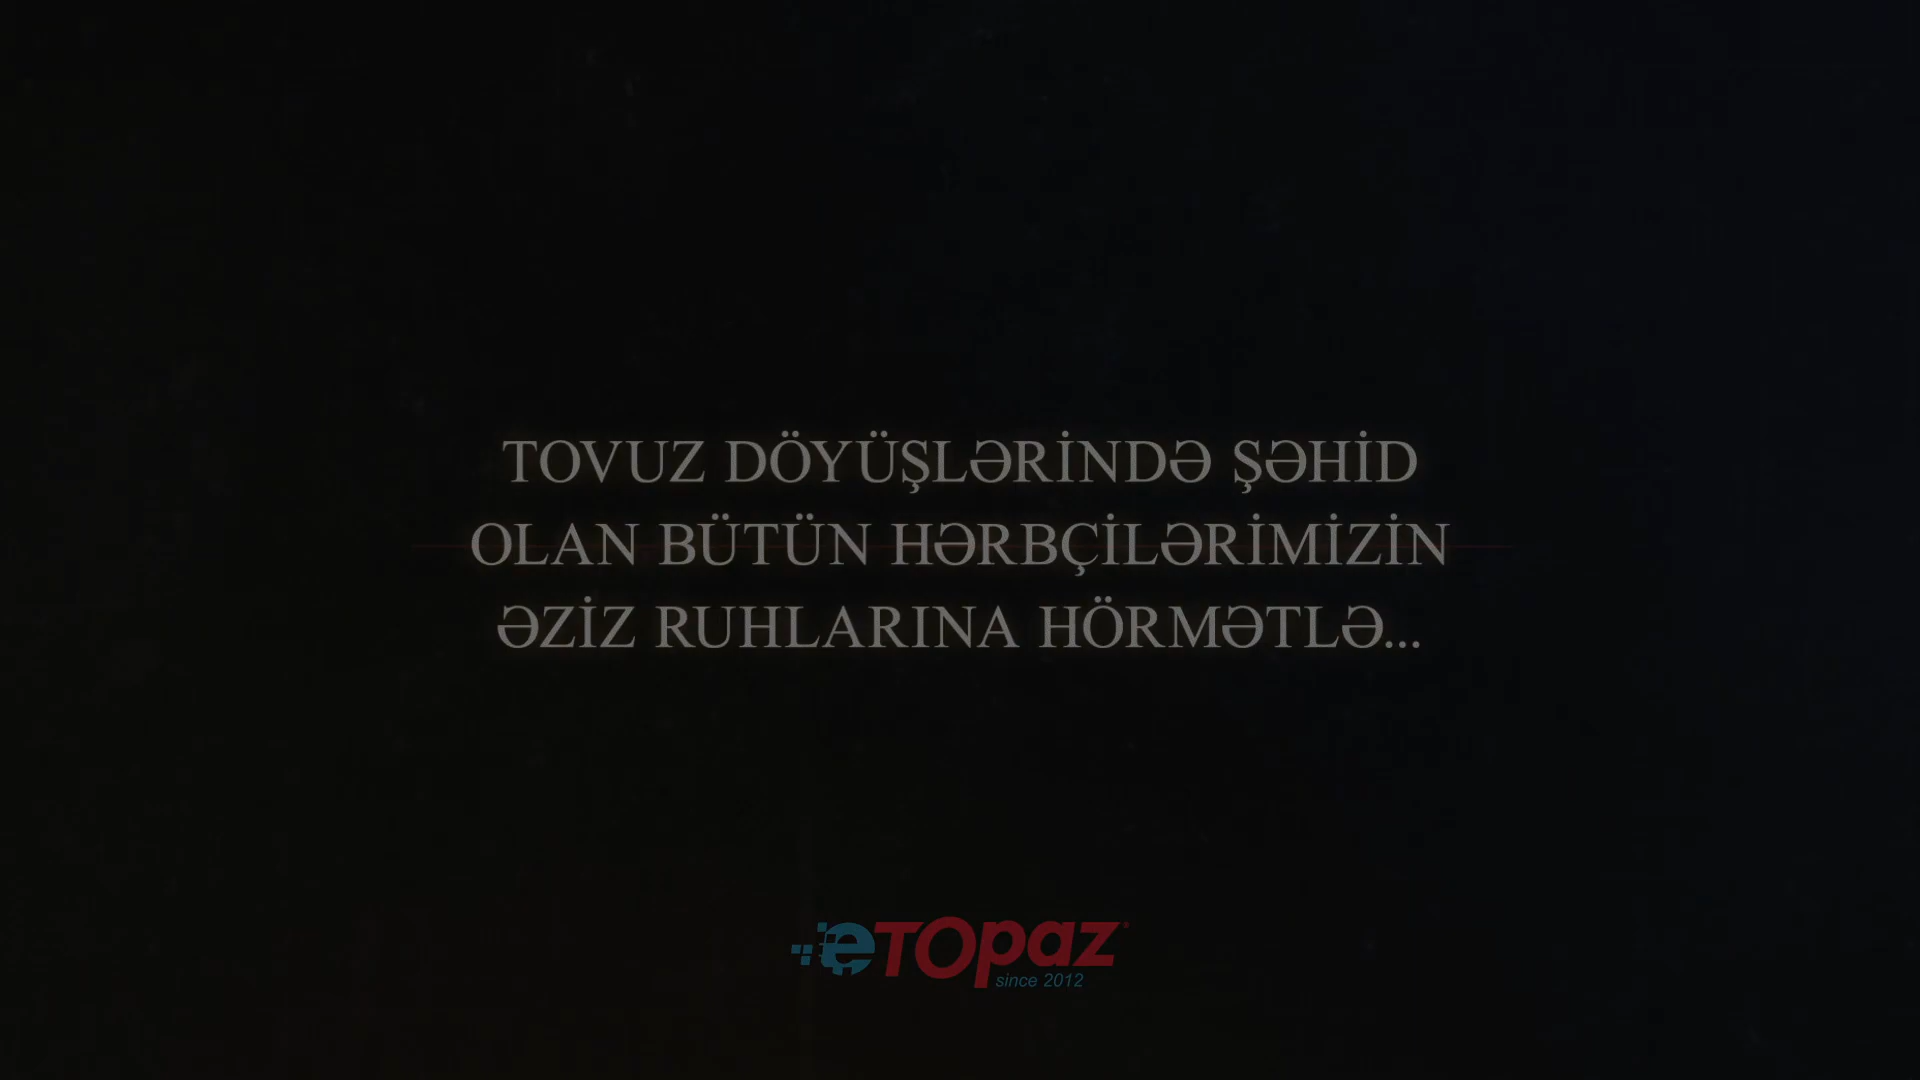 TOVUZ DÖYÜŞLƏRİNDƏ ŞƏHİD
OLAN BÜTÜN HƏRBÇİLƏRİMİZİN
ƏZİZ RUHLARINA HÖRMƏTLƏ...
eTOpaz
since 2012